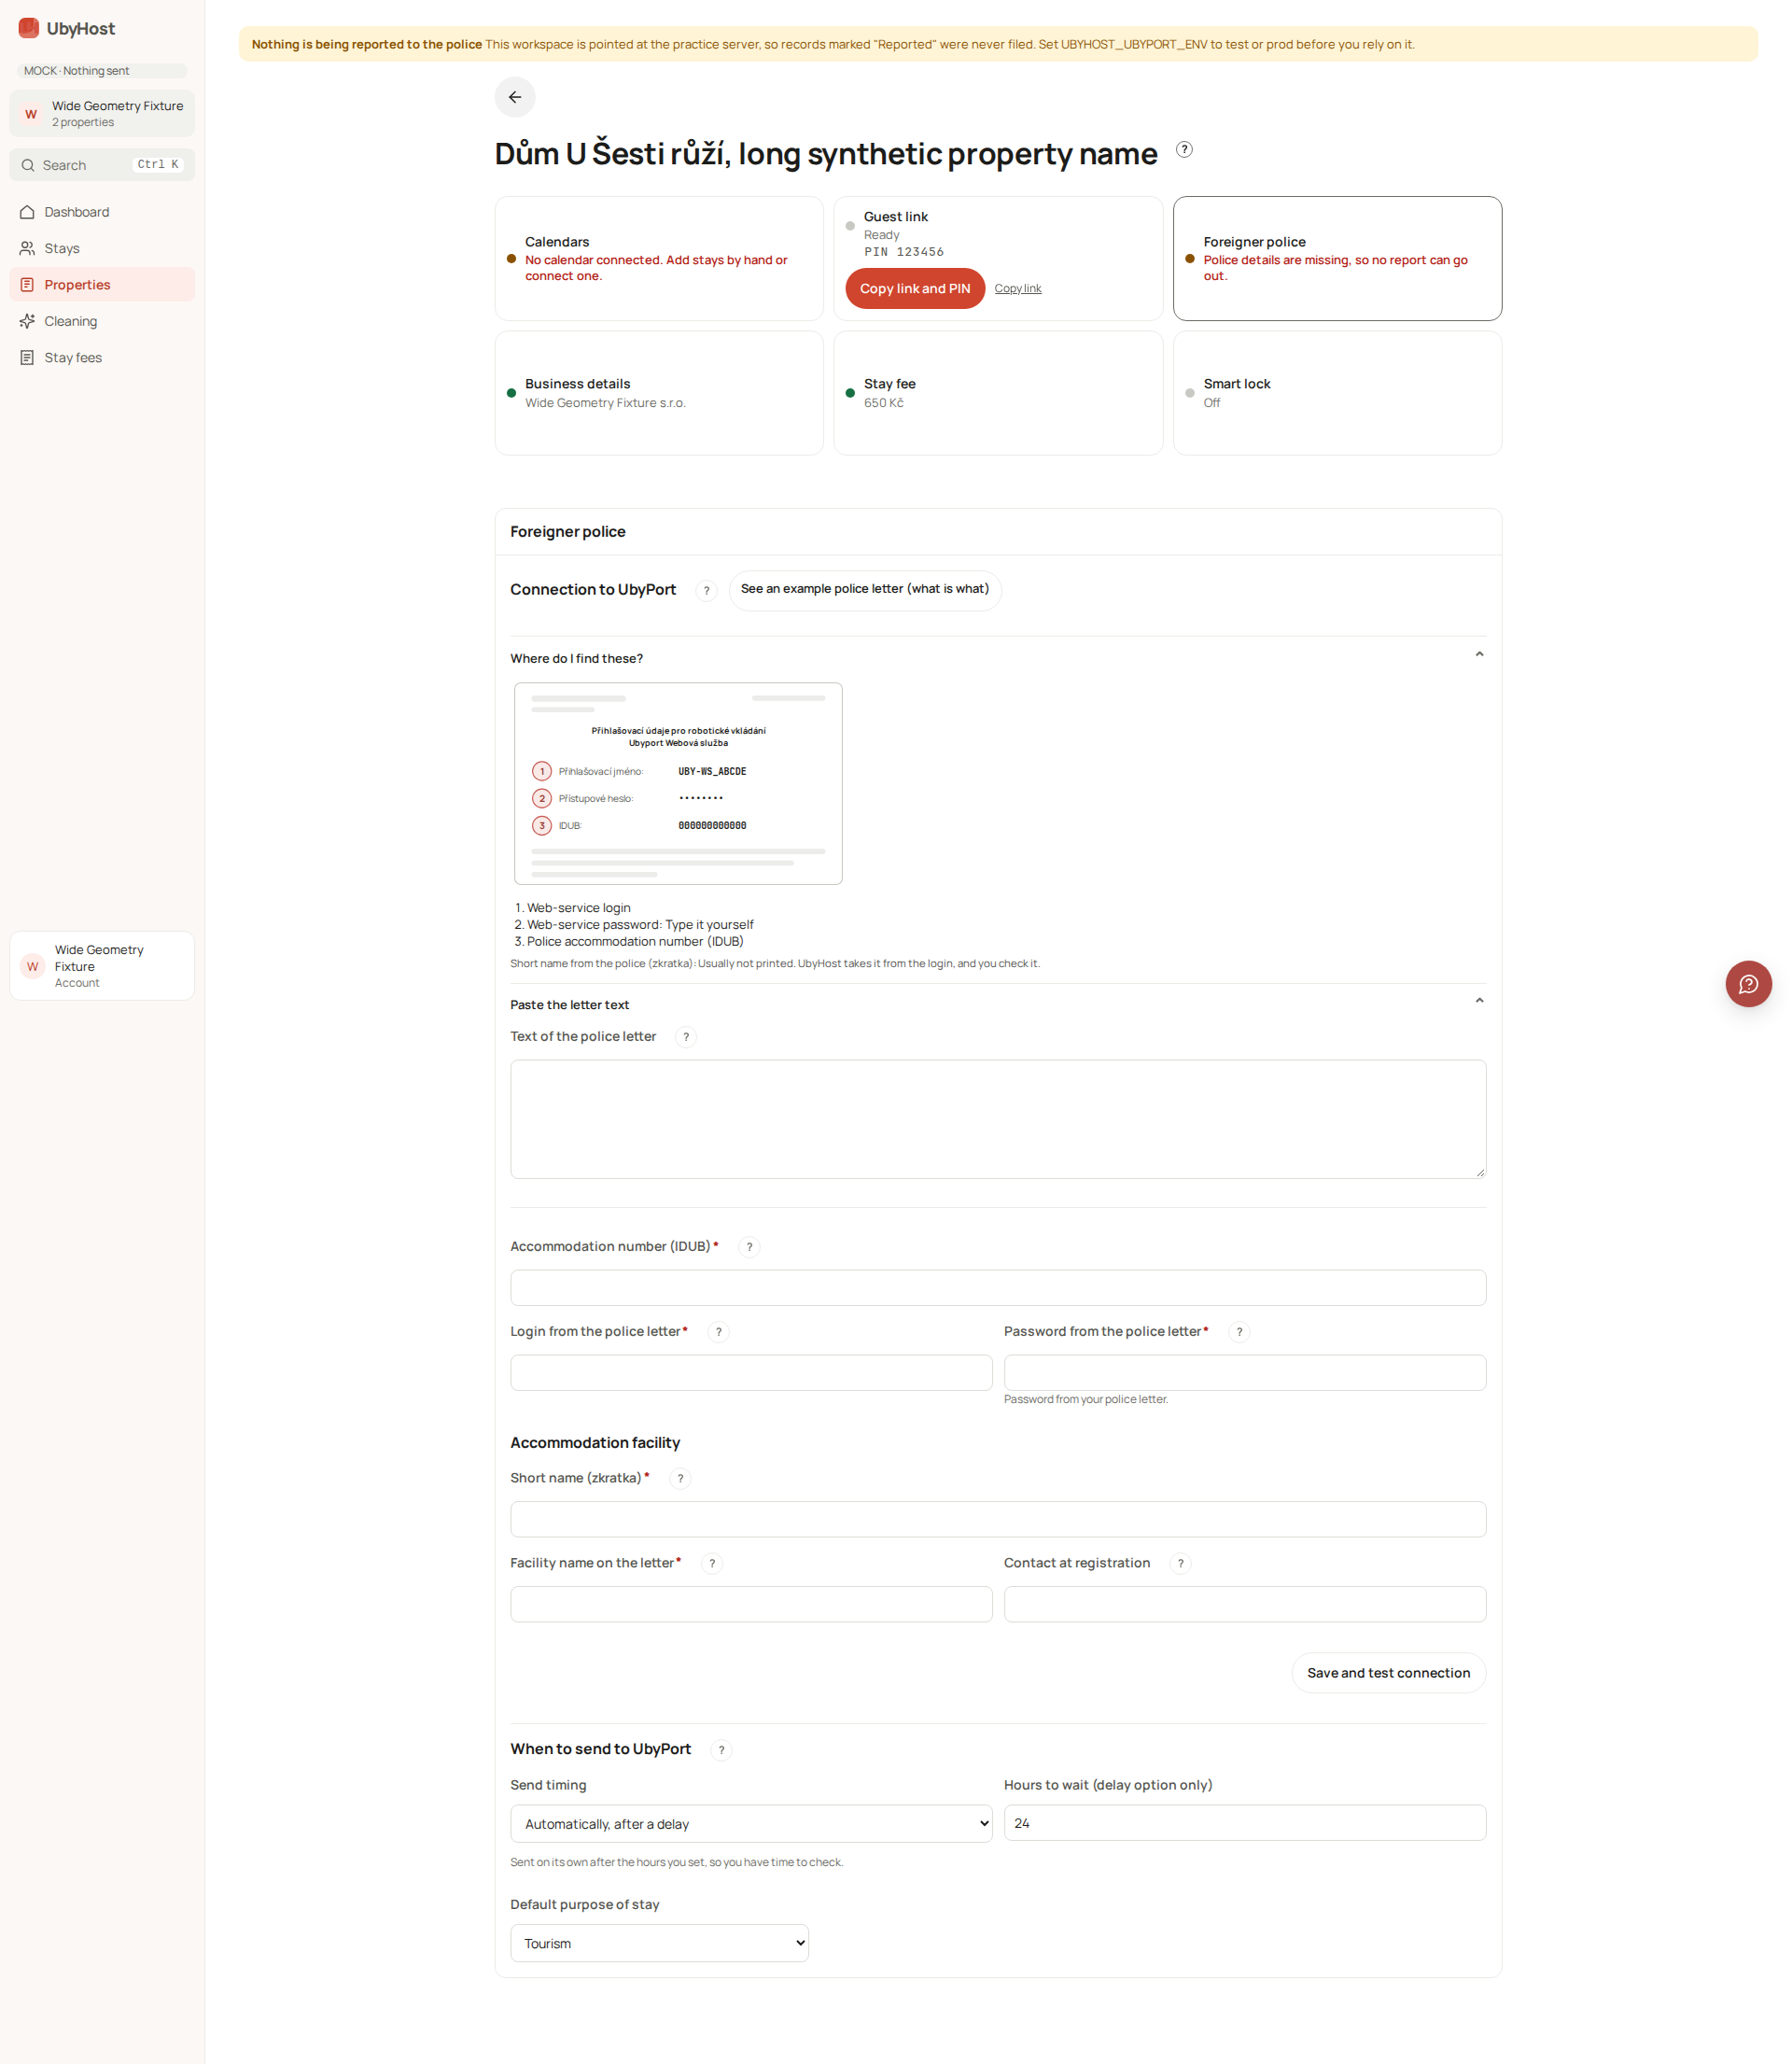 UbyHost
MOCK · Nothing sent
W
Wide Geometry Fixture
2 properties
Search
Ctrl K
Dashboard
Stays
Properties
Cleaning
Stay fees
W
Wide Geometry
Fixture
Account
Nothing is being reported to the police This workspace is pointed at the practice server, so records marked "Reported" were never filed. Set UBYHOST_UBYPORT_ENV to test or prod before you rely on it.
Dům U Šesti růží, long synthetic property name
?
Calendars
No calendar connected. Add stays by hand or
connect one.
Guest link
Ready
PIN 123456
Copy link and PIN
Copy link
Foreigner police
Police details are missing, so no report can go
out.
Business details
Wide Geometry Fixture s.r.o.
Stay fee
650 Kč
Smart lock
Off
Foreigner police
Connection to UbyPort
?
See an example police letter (what is what)
Where do I find these?
Přihlašovací údaje pro robotické vkládání
Ubyport Webová služba
1 Přihlašovací jméno: UBY-WS_ABCDE
2 Přístupové heslo: ••••••••
3 IDUB: 000000000000
1. Web-service login
2. Web-service password: Type it yourself
3. Police accommodation number (IDUB)
Short name from the police (zkratka): Usually not printed. UbyHost takes it from the login, and you check it.
Paste the letter text
Text of the police letter ?
Accommodation number (IDUB) * ?
Login from the police letter * ?
Password from the police letter * ?
Password from your police letter.
Accommodation facility
Short name (zkratka) * ?
Facility name on the letter * ?
Contact at registration ?
Save and test connection
When to send to UbyPort ?
Send timing
Automatically, after a delay
Hours to wait (delay option only)
24
Sent on its own after the hours you set, so you have time to check.
Default purpose of stay
Tourism